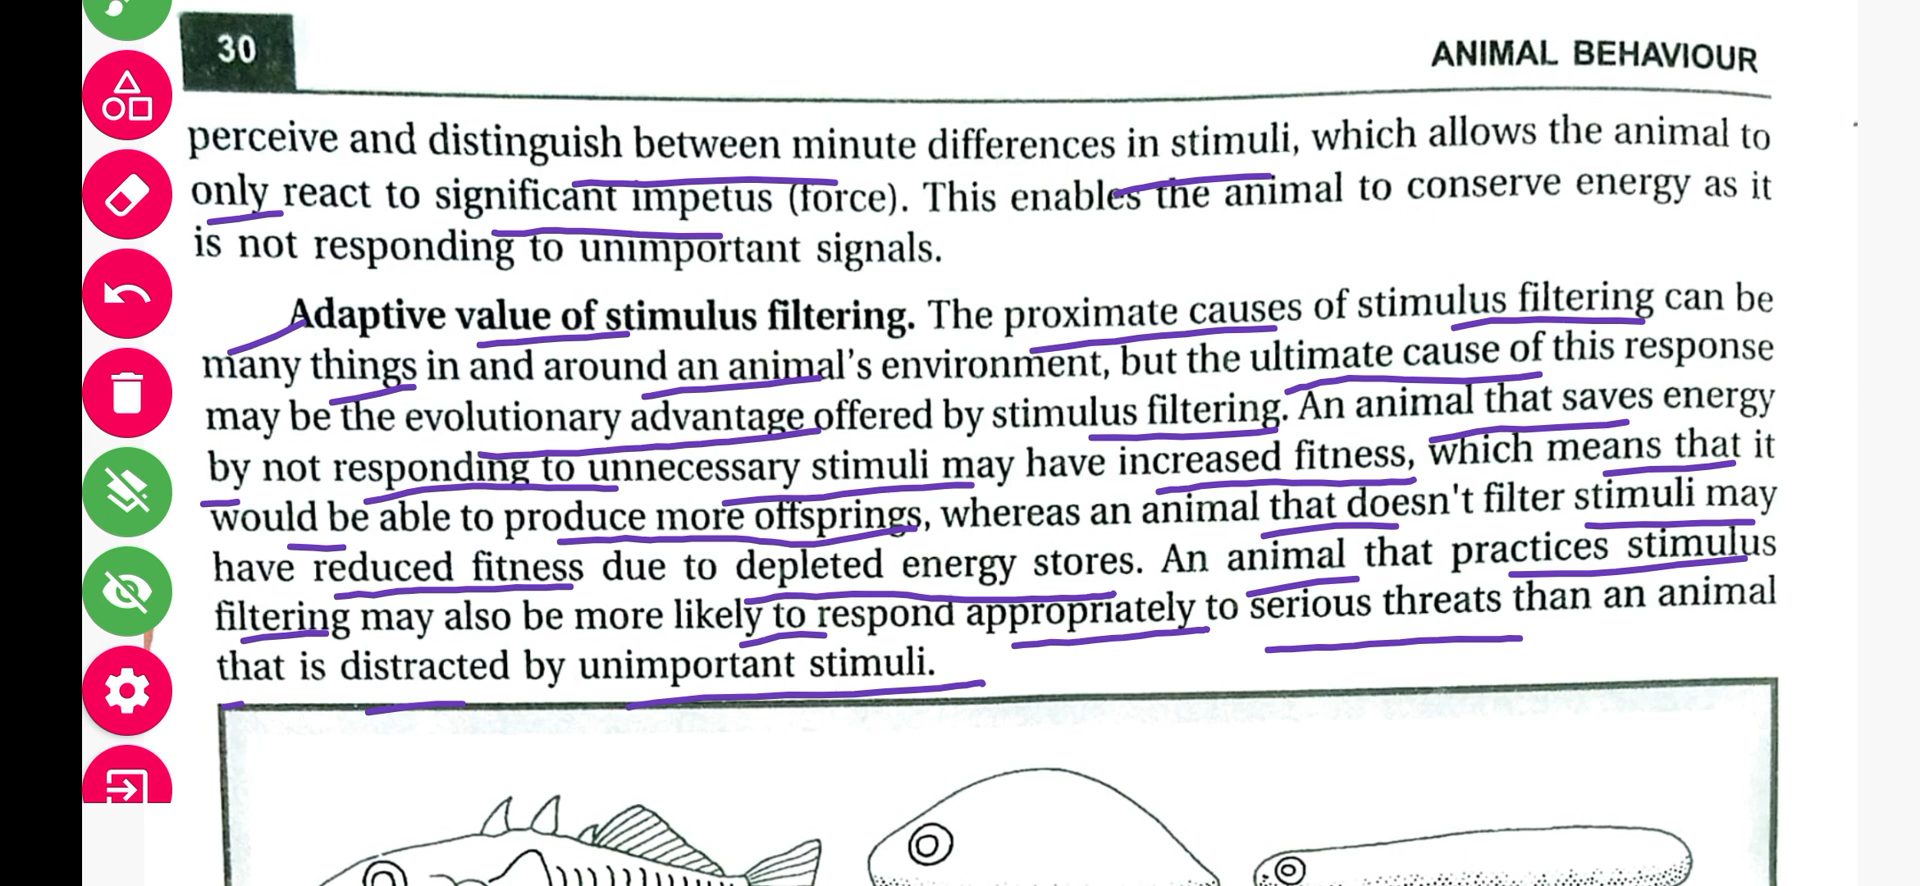 30
ANIMAL BEHAVIOUR
perceive and distinguish between minute differences in stimuli, which allows the animal to
only react to significant impetus (force). This enables the animal to conserve energy as it
is not responding to unimportant signals.
Adaptive value of stimulus filtering. The proximate causes of stimulus filtering can be
many things in and around an animal's environment, but the ultimate cause of this response
may be the evolutionary advantage offered by stimulus filtering. An animal that saves energy
by not responding to unnecessary stimuli may have increased fitness, which means that it
would be able to produce more offsprings, whereas an animal that doesn't filter stimuli may
have reduced fitness due to depleted energy stores. An animal that practices stimulus
filtering may also be more likely to respond appropriately to serious threats than an animal
that is distracted by unimportant stimuli.